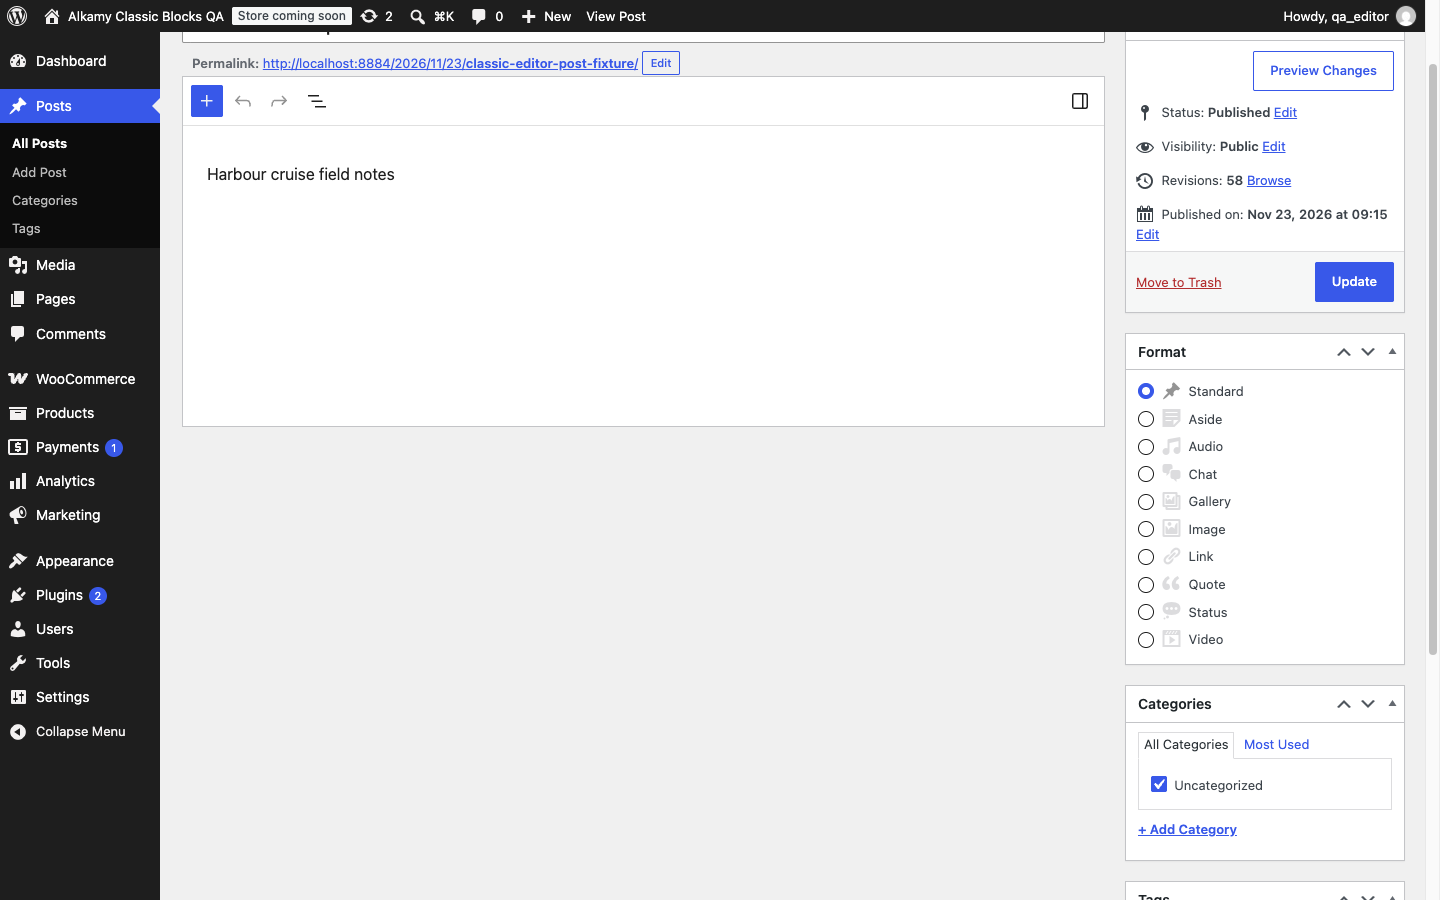 Alkamy Classic Blocks QA
Store coming soon
2
⌘K
0
New
View Post
Howdy, qa_editor
Dashboard
Posts
All Posts
Add Post
Categories
Tags
Media
Pages
Comments
WooCommerce
Products
Payments 1
Analytics
Marketing
Appearance
Plugins 2
Users
Tools
Settings
Collapse Menu
Permalink: http://localhost:8884/2026/11/23/classic-editor-post-fixture/ Edit
Harbour cruise field notes
Preview Changes
Status: Published Edit
Visibility: Public Edit
Revisions: 58 Browse
Published on: Nov 23, 2026 at 09:15
Edit
Move to Trash
Update
Format
Standard
Aside
Audio
Chat
Gallery
Image
Link
Quote
Status
Video
Categories
All Categories
Most Used
Uncategorized
+ Add Category
Tags